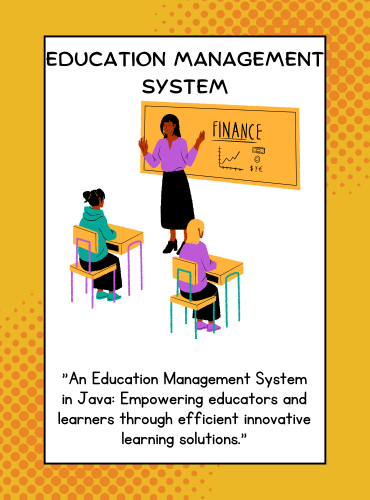 EDUCATION MANAGEMENT
SYSTEM
FINANCE
$ ¥ €
"An Education Management System
in Java: Empowering educators and
learners through efficient innovative
learning solutions."